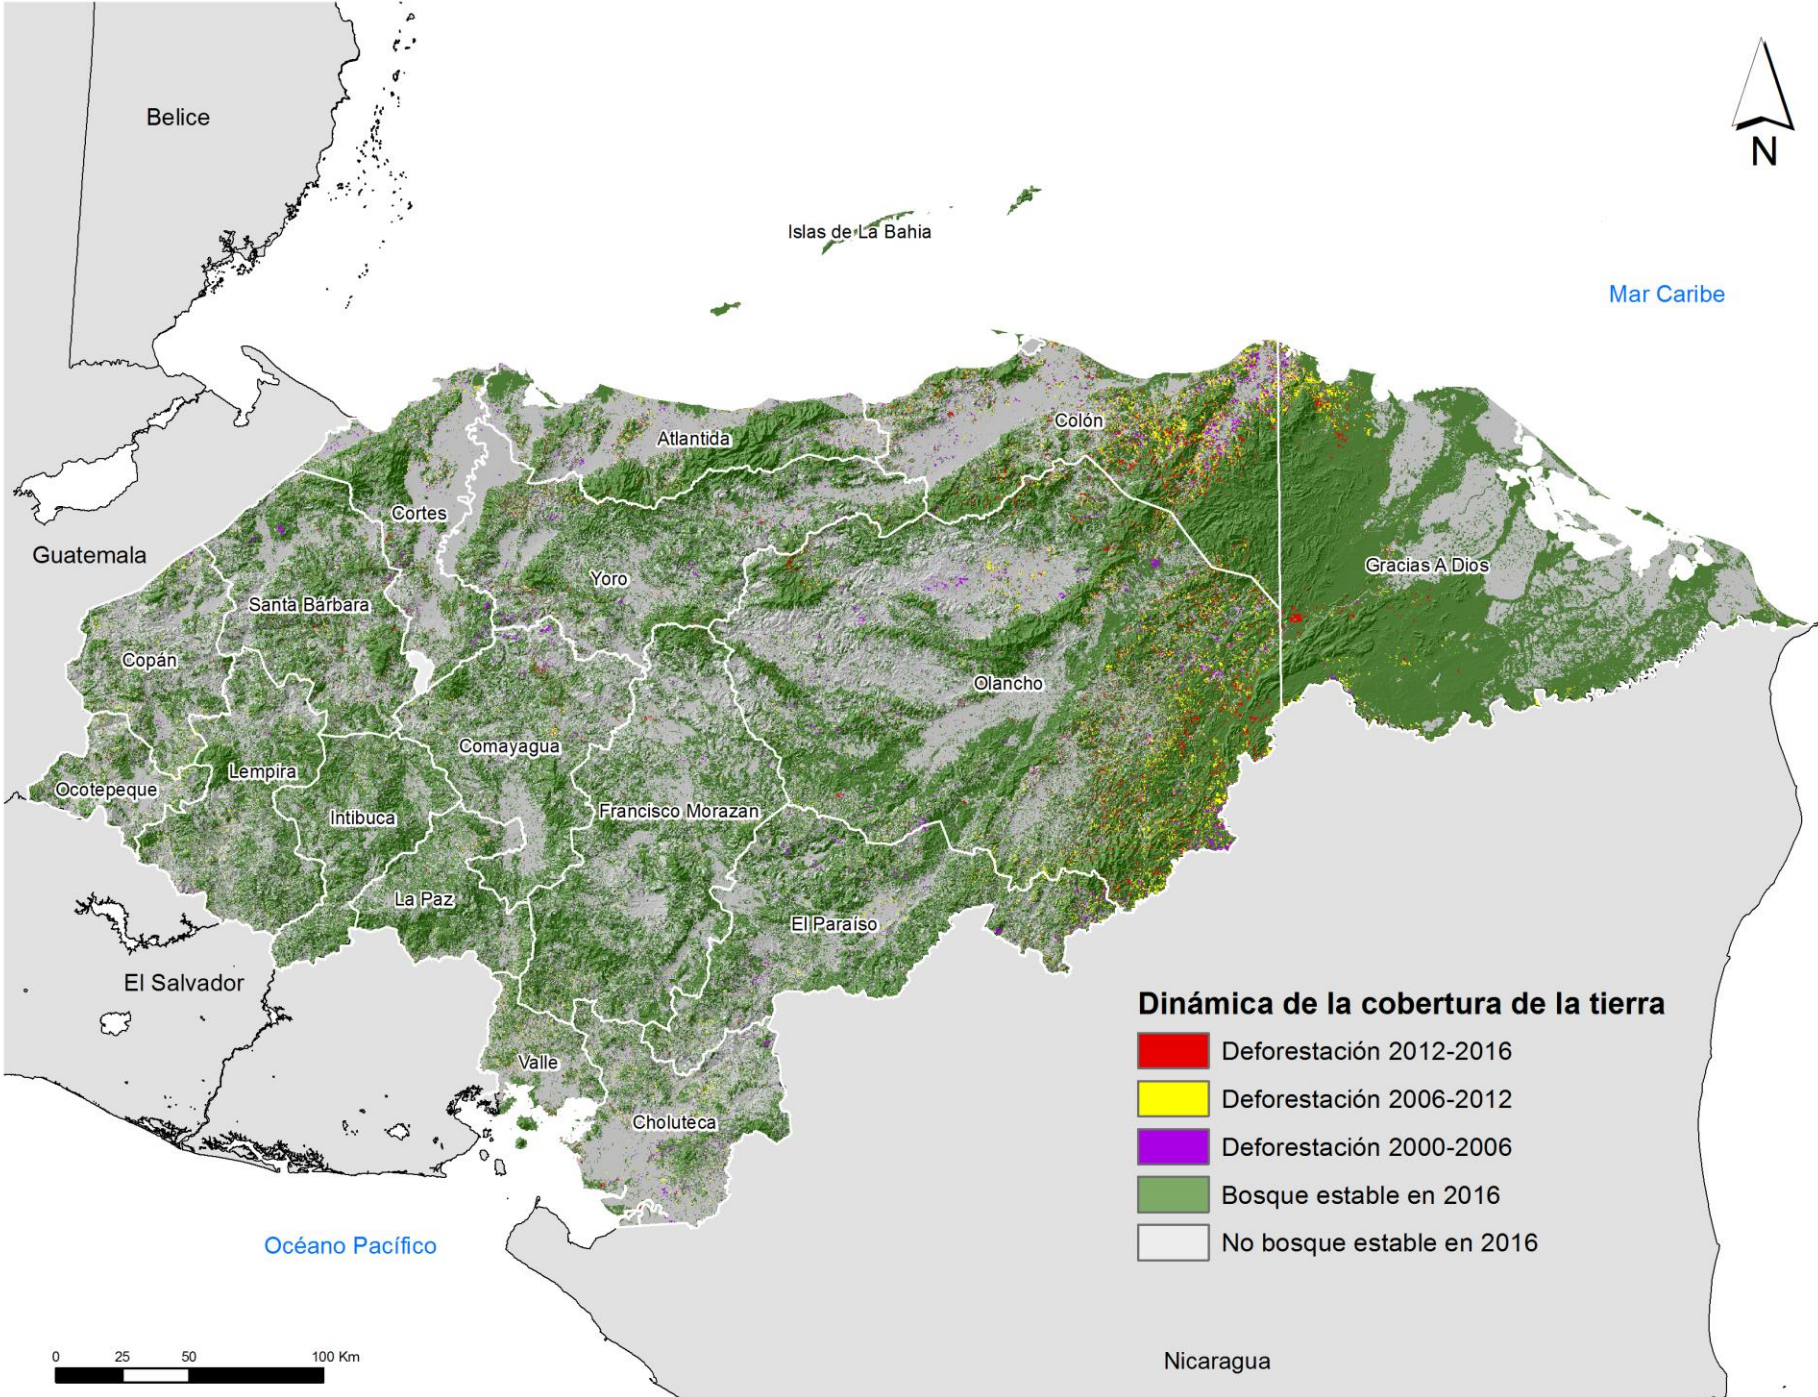 Belice
N
Islas de La Bahia
Mar Caribe
Colón
Atlantida
Cortes
Guatemala
Gracias A Dios
Yoro
Santa Bárbara
Copán
Olancho
Comayagua
Lempira
Ocotepeque
Francisco Morazan
Intibuca
La Paz
El Paraíso
El Salvador
Dinámica de la cobertura de la tierra
Deforestación 2012-2016
Valle
Deforestación 2006-2012
Choluteca
Deforestación 2000-2006
Bosque estable en 2016
Océano Pacífico
No bosque estable en 2016
0 25 50 100 Km
Nicaragua